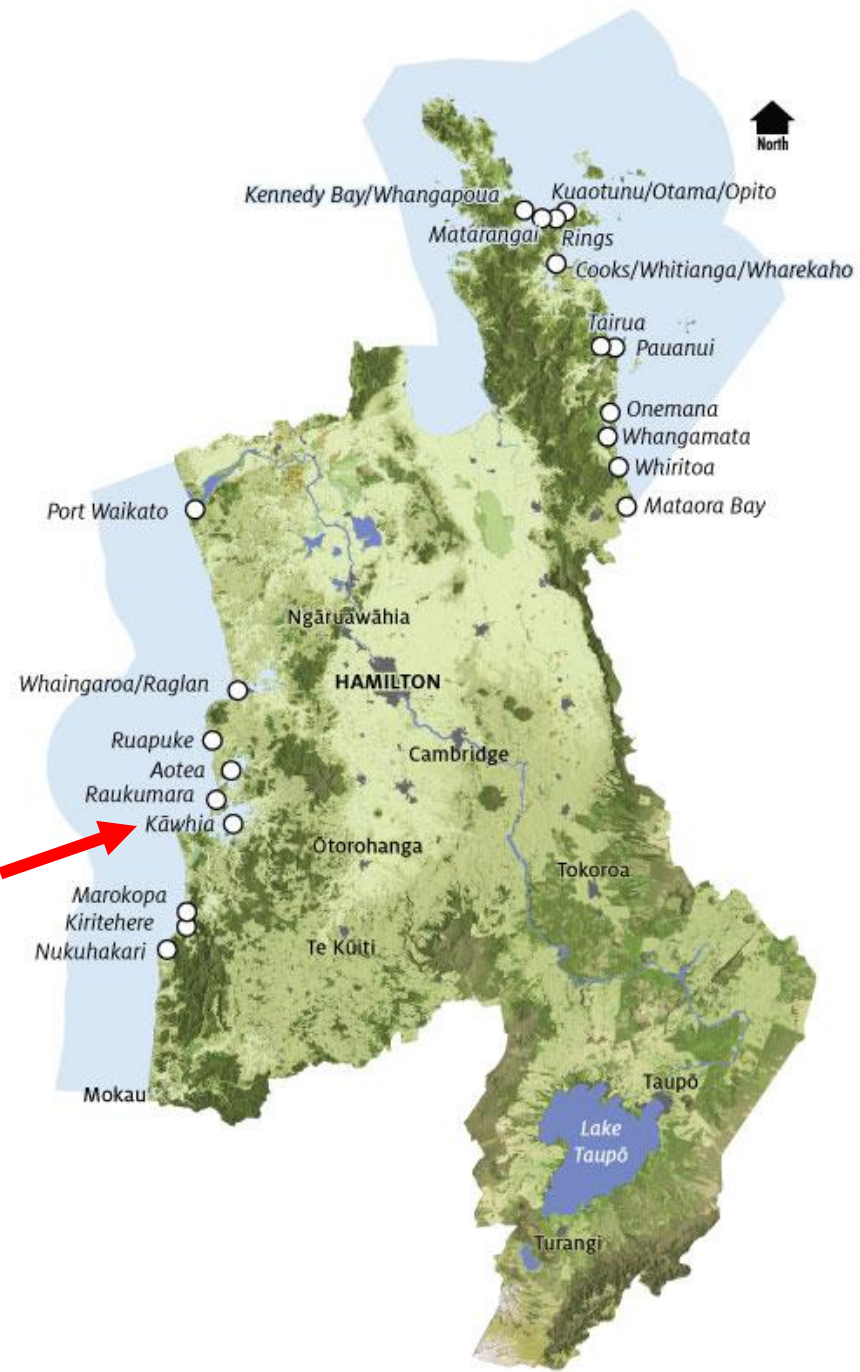 North
Kennedy Bay/Whangapoua
Kuaotunu/Otama/Opito
Matarangai
Rings
Cooks/Whitianga/Wharekaho
Tairua
Pauanui
Onemana
Whangamata
Whiritoa
Mataora Bay
Port Waikato
Ngāruawāhia
Whaingaroa/Raglan
HAMILTON
Ruapuke
Cambridge
Aotea
Raukumara
Kāwhia
Ōtorohanga
Tokoroa
Marokopa
Kiritehere
Nukuhakari
Te Kūiti
Mokau
Taupō
Lake
Taupō
Turangi